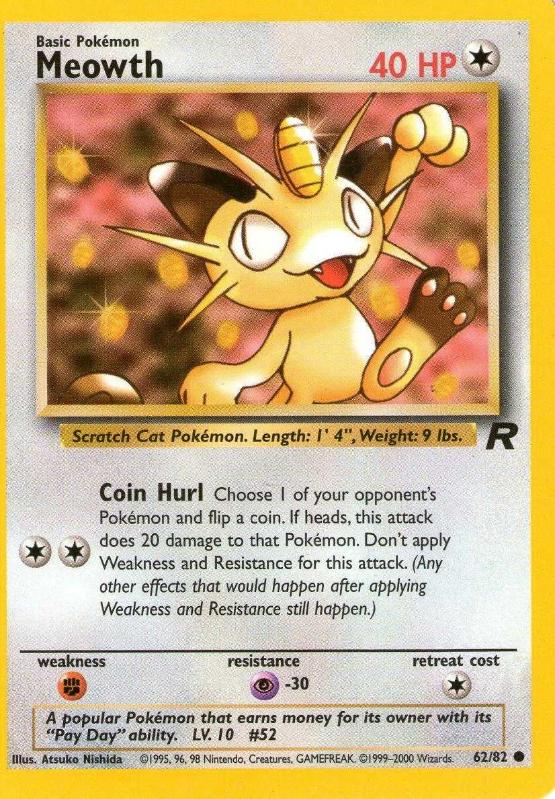 Basic Pokémon
Meowth
40 HP
Scratch Cat Pokémon. Length: 1' 4", Weight: 9 lbs.
R
Coin Hurl Choose 1 of your opponent's
Pokémon and flip a coin. If heads, this attack
does 20 damage to that Pokémon. Don't apply
Weakness and Resistance for this attack. (Any
other effects that would happen after applying
Weakness and Resistance still happen.)
weakness resistance retreat cost
-30
A popular Pokémon that earns money for its owner with its
"Pay Day" ability. LV. 10 #52
Illus. Atsuko Nishida ©1995, 96, 98 Nintendo, Creatures, GAMEFREAK. ©1999-2000 Wizards. 62/82